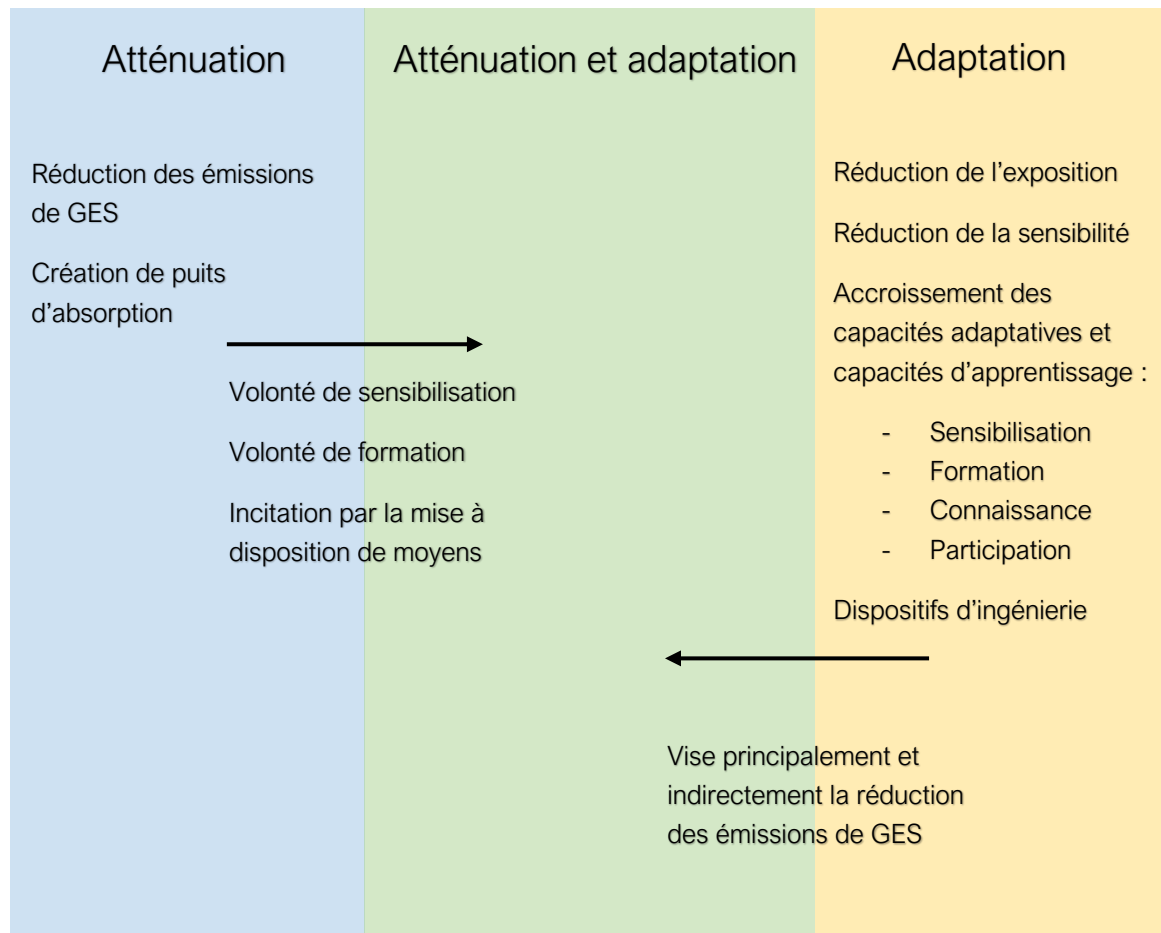 Atténuation
Atténuation et adaptation
Adaptation
Réduction des émissions
de GES
Création de puits
d’absorption
Volonté de sensibilisation
Volonté de formation
Incitation par la mise à
disposition de moyens
Réduction de l’exposition
Réduction de la sensibilité
Accroissement des
capacités adaptatives et
capacités d’apprentissage :
- Sensibilisation
- Formation
- Connaissance
- Participation
Dispositifs d’ingénierie
Vise principalement et
indirectement la réduction
des émissions de GES